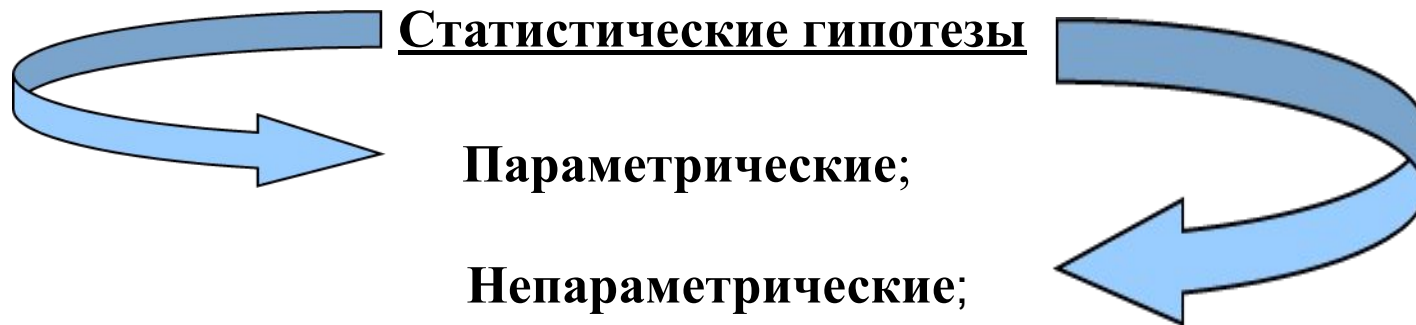 Статистические гипотезы
Параметрические;
Непараметрические;